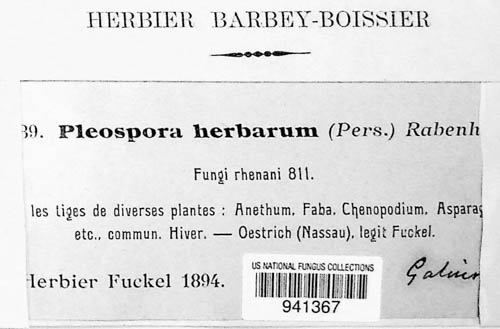 HERBIER BARBEY-BOISSIER
39. Pleospora herbarum (Pers.) Rabenh
Fungi rhenani 811.
les tiges de diverses plantes : Anethum, Faba, Chenopodium, Asparag
etc., commun. Hiver. — Oestrich (Nassau), legit Fuckel.
Herbier Fuckel 1894.
US NATIONAL FUNGUS COLLECTIONS
941367